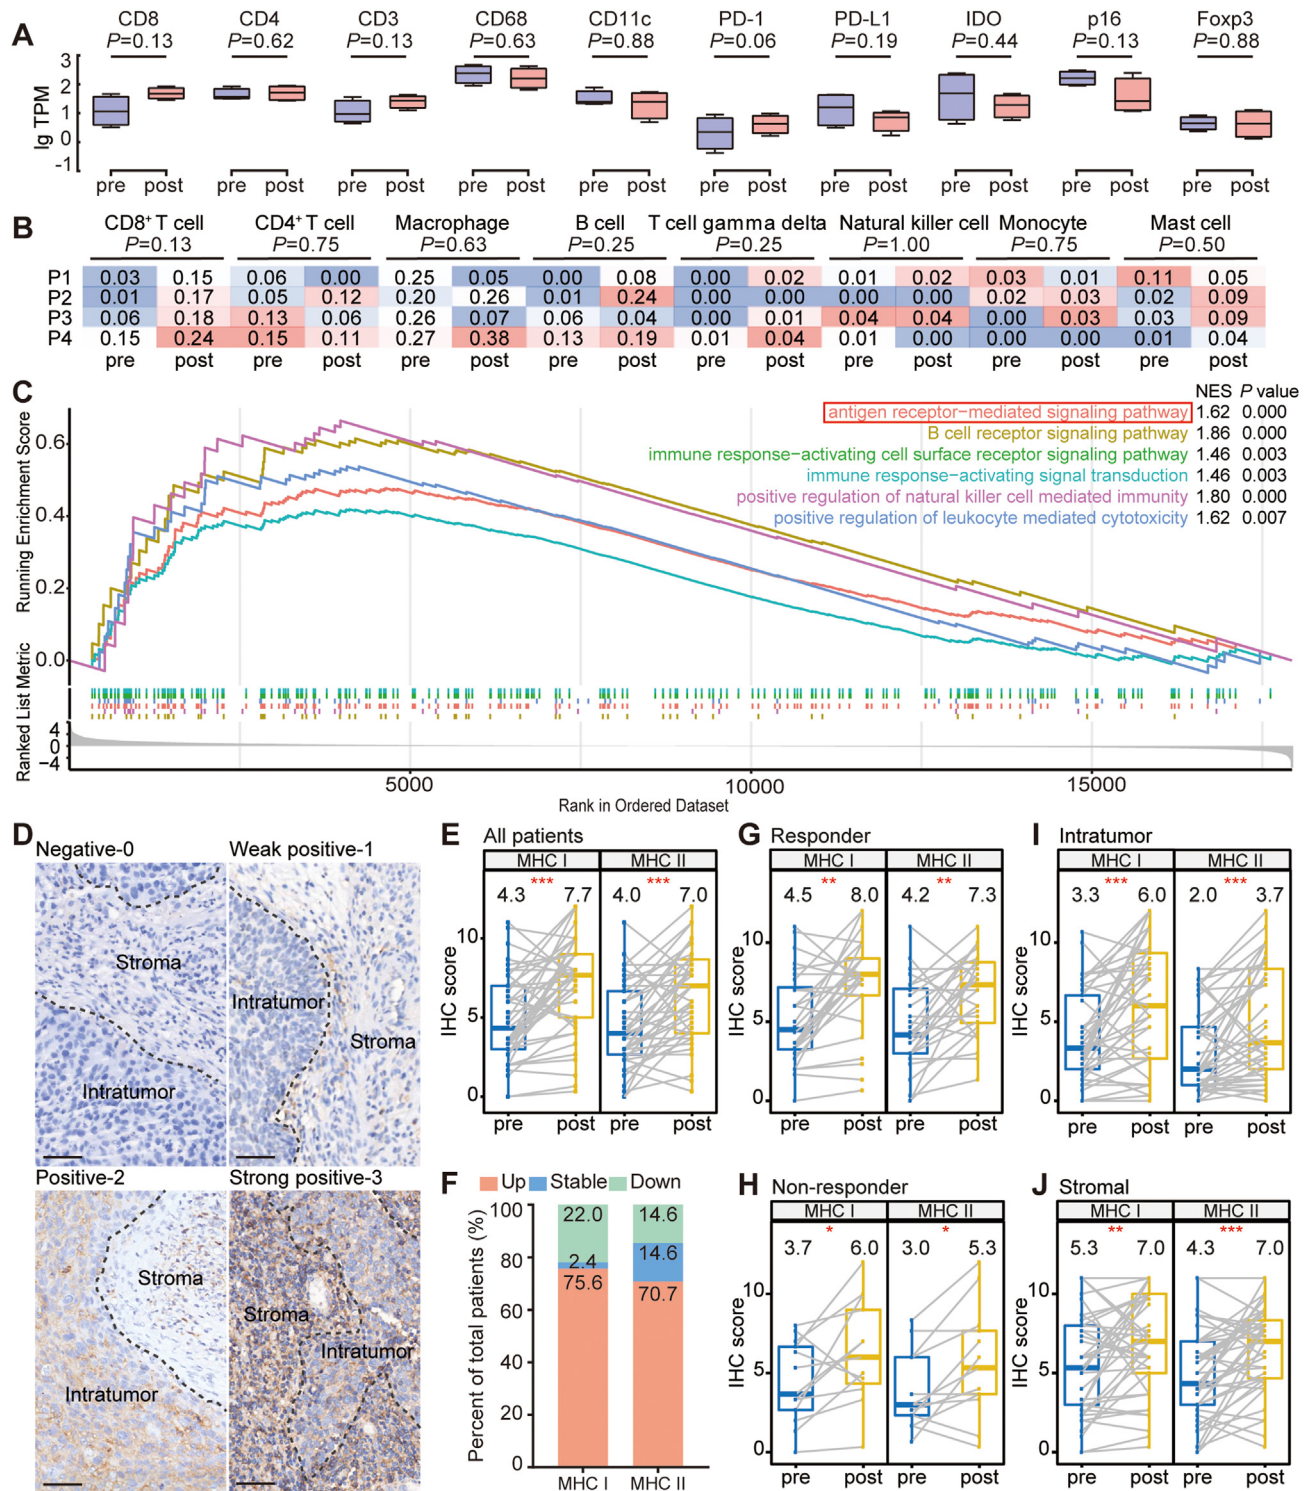 A
CD8 CD4 CD3 CD68 CD11c PD-1 PD-L1 IDO p16 Foxp3
P=0.13 P=0.62 P=0.13 P=0.63 P=0.88 P=0.06 P=0.19 P=0.44 P=0.13 P=0.88
lg TPM
3
2
1
0
-1
pre post pre post pre post pre post pre post pre post pre post pre post pre post pre post
B
CD8+ T cell CD4+ T cell Macrophage B cell T cell gamma delta Natural killer cell Monocyte Mast cell
P=0.13 P=0.75 P=0.63 P=0.25 P=0.25 P=1.00 P=0.75 P=0.50
P1 0.03 0.15 0.06 0.00 0.25 0.05 0.00 0.08 0.00 0.02 0.01 0.02 0.03 0.01 0.11 0.05
P2 0.01 0.17 0.05 0.12 0.20 0.26 0.01 0.24 0.00 0.00 0.00 0.00 0.02 0.03 0.02 0.09
P3 0.06 0.18 0.13 0.06 0.26 0.07 0.06 0.04 0.00 0.01 0.04 0.04 0.00 0.03 0.03 0.09
P4 0.15 0.24 0.15 0.11 0.27 0.38 0.13 0.19 0.01 0.04 0.01 0.00 0.00 0.00 0.01 0.04
pre post pre post pre post pre post pre post pre post pre post pre post
C
NES P value
antigen receptor−mediated signaling pathway 1.62 0.000
B cell receptor signaling pathway 1.86 0.000
immune response−activating cell surface receptor signaling pathway 1.46 0.003
immune response−activating signal transduction 1.46 0.003
positive regulation of natural killer cell mediated immunity 1.80 0.000
positive regulation of leukocyte mediated cytotoxicity 1.62 0.007
Running Enrichment Score
0.6
0.4
0.2
0.0
Ranked List Metric
4
0
−4
5000 10000 15000
Rank in Ordered Dataset
D
Negative-0
Stroma
Intratumor
Weak positive-1
Intratumor
Stroma
Positive-2
Stroma
Intratumor
Strong positive-3
Stroma
Intratumor
E All patients
MHC I MHC II
*** ***
4.3 7.7 4.0 7.0
IHC score
10
5
0
pre post pre post
F
Up Stable Down
Percent of total patients (%)
100
80
60
40
20
0
22.0 14.6
2.4 14.6
75.6 70.7
MHC I MHC II
G Responder
MHC I MHC II
** **
4.5 8.0 4.2 7.3
IHC score
10
5
0
pre post pre post
H Non-responder
MHC I MHC II
* *
3.7 6.0 3.0 5.3
IHC score
10
5
0
pre post pre post
I Intratumor
MHC I MHC II
*** ***
3.3 6.0 2.0 3.7
IHC score
10
5
0
pre post pre post
J Stromal
MHC I MHC II
** ***
5.3 7.0 4.3 7.0
IHC score
10
5
0
pre post pre post